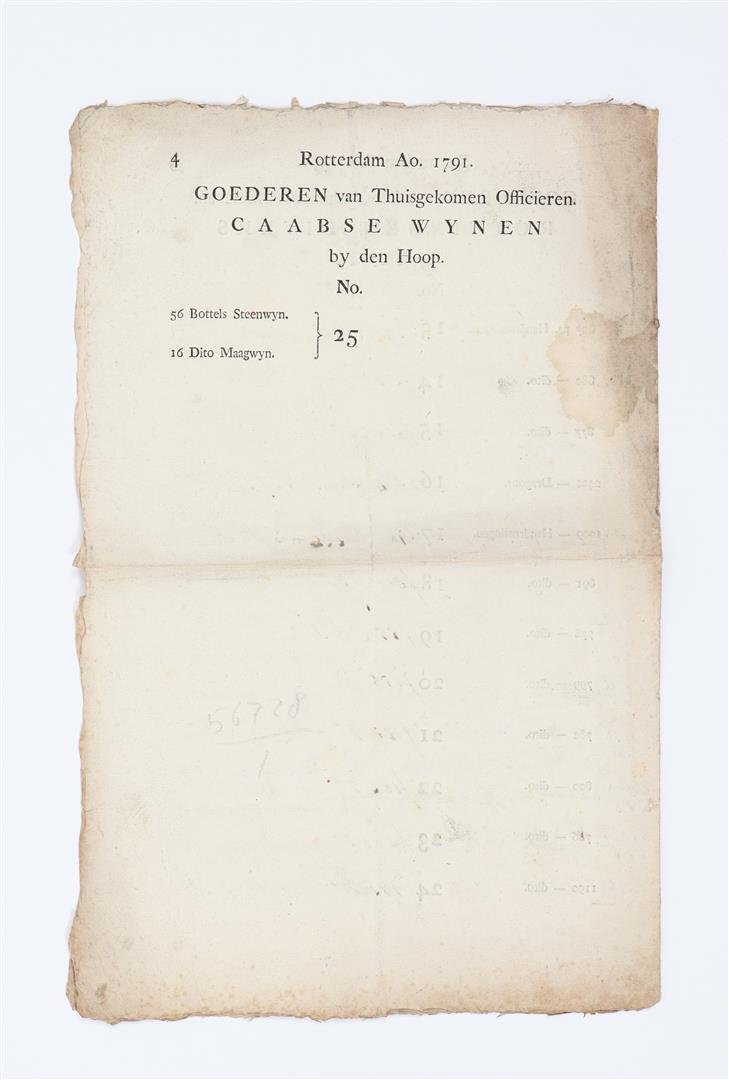 4 Rotterdam Ao. 1791.
GOEDEREN van Thuisgekomen Officieren.
CAABSE WYNEN
by den Hoop.
No.
56 Bottels Steenwyn.
16 Dito Maagwyn.
25
56728
1